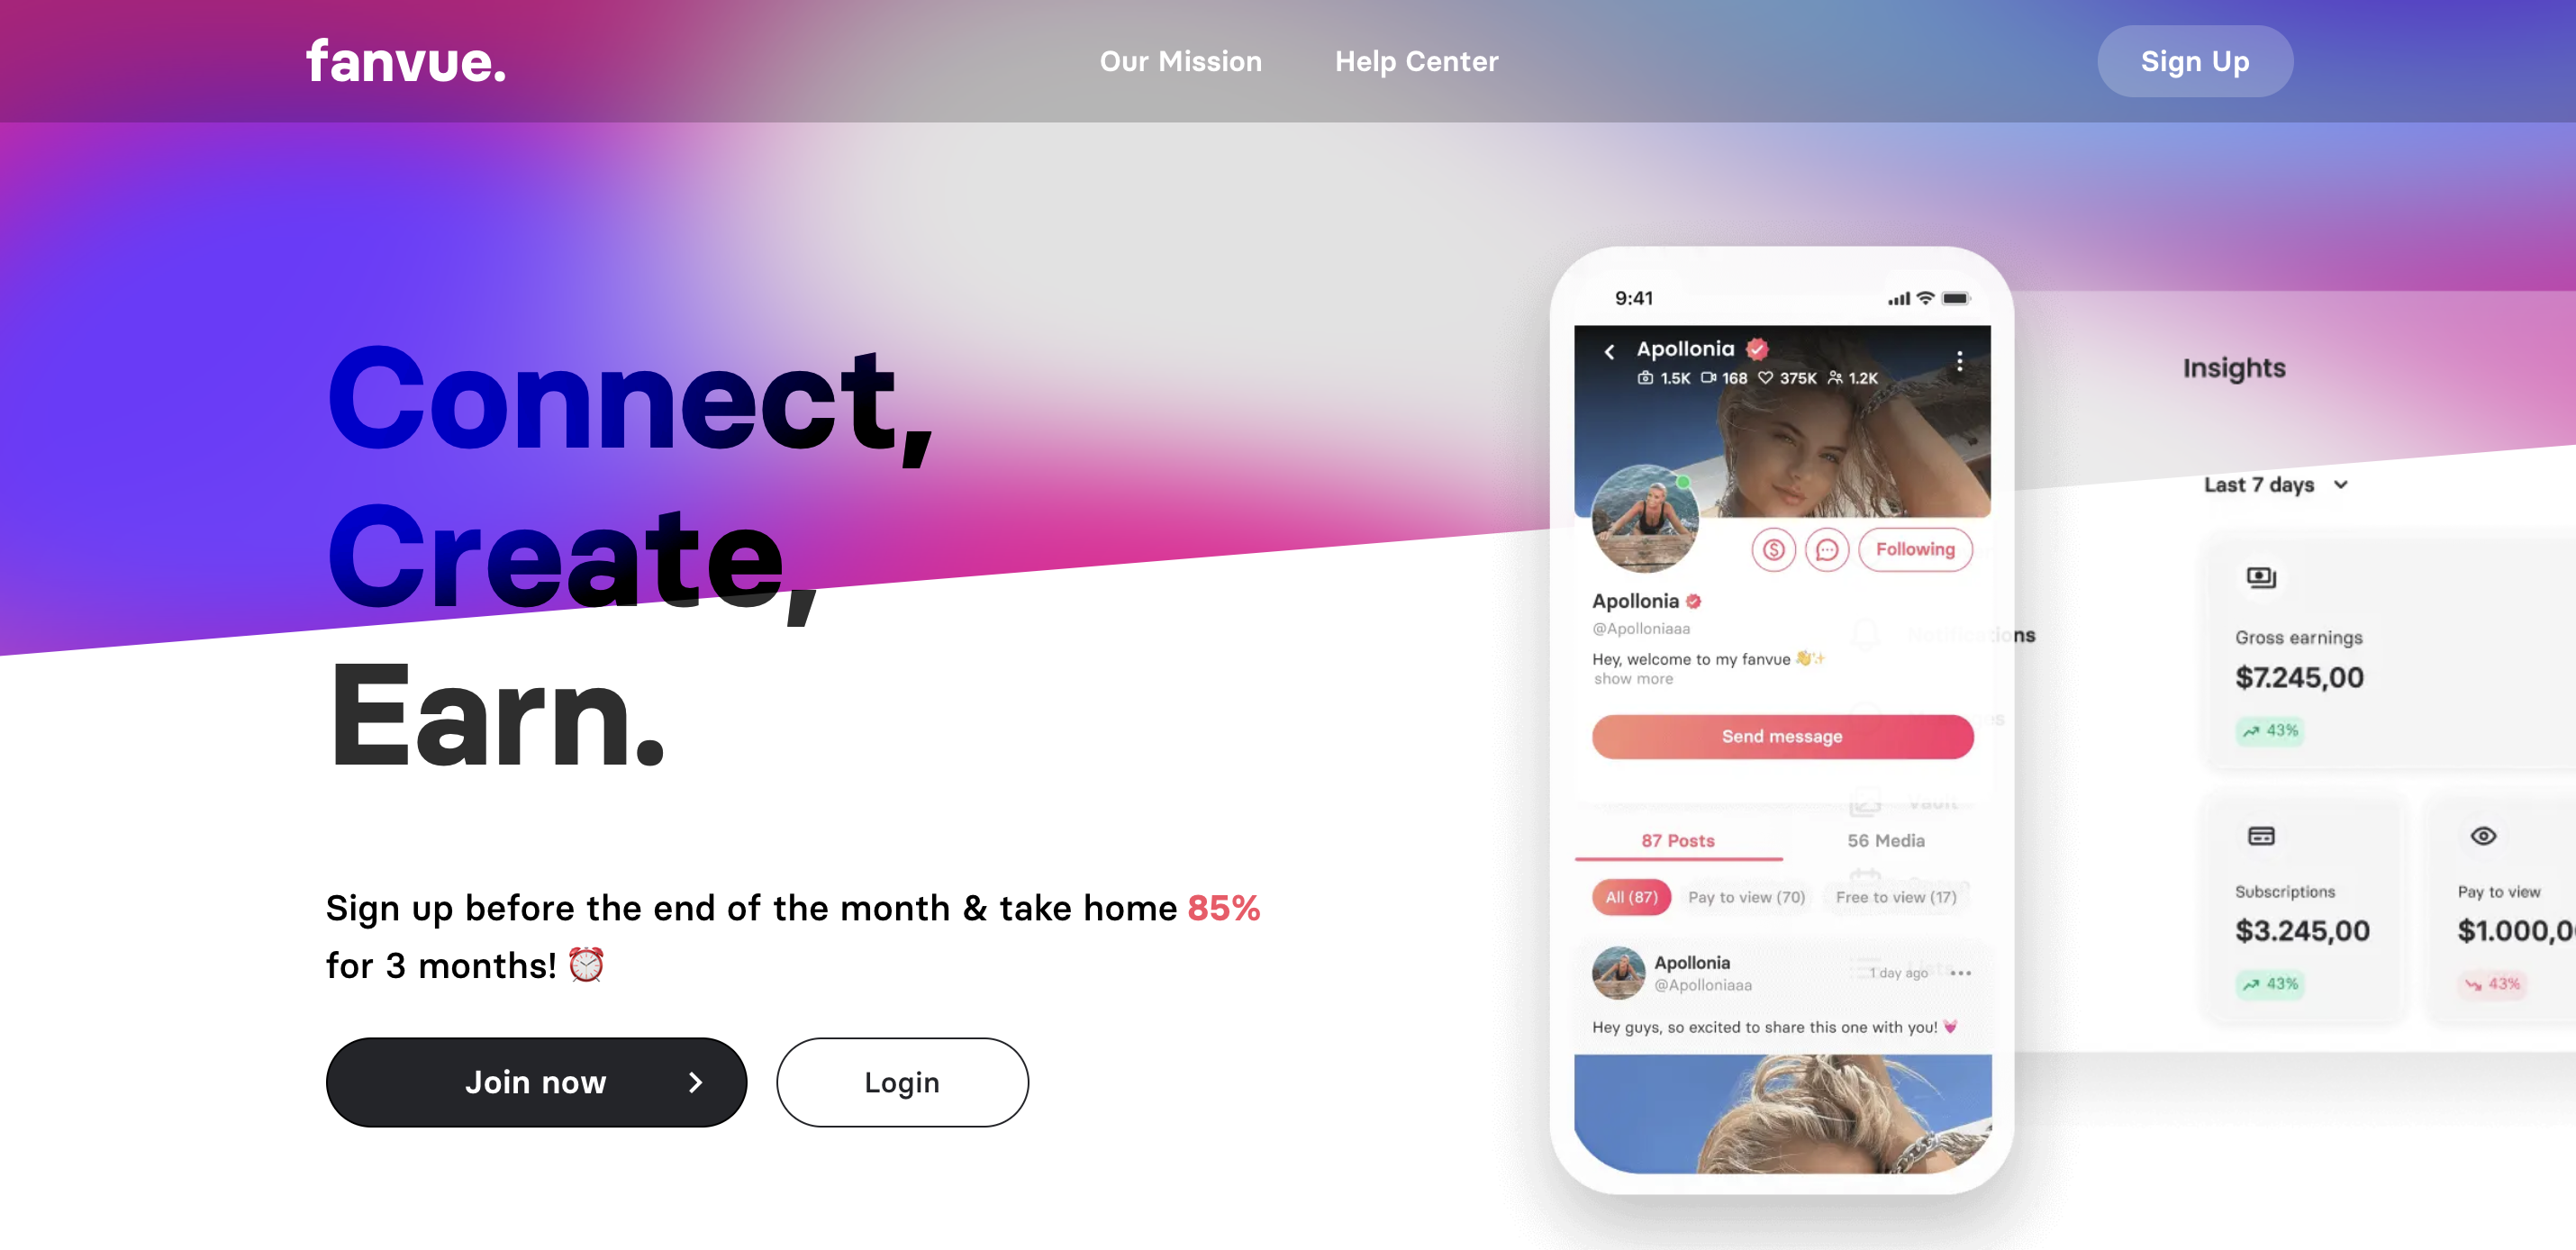 fanvue.
Our Mission
Help Center
Sign Up
Connect,
Create,
Earn.
Sign up before the end of the month & take home 85%
for 3 months! ⏰
Join now
Login
9:41
Apollonia
1.5K 168 375K 1.2K
Following
Apollonia
@Apolloniaaa
Hey, welcome to my fanvue 👋✨
show more
Send message
87 Posts
56 Media
All (87)
Pay to view (70)
Free to view (17)
Apollonia
@Apolloniaaa
1 day ago
Hey guys, so excited to share this one with you! 💓
Notifications
Vault
Lists
Insights
Last 7 days
Gross earnings
$7.245,00
43%
Subscriptions
$3.245,00
43%
Pay to view
$1.000,0
43%